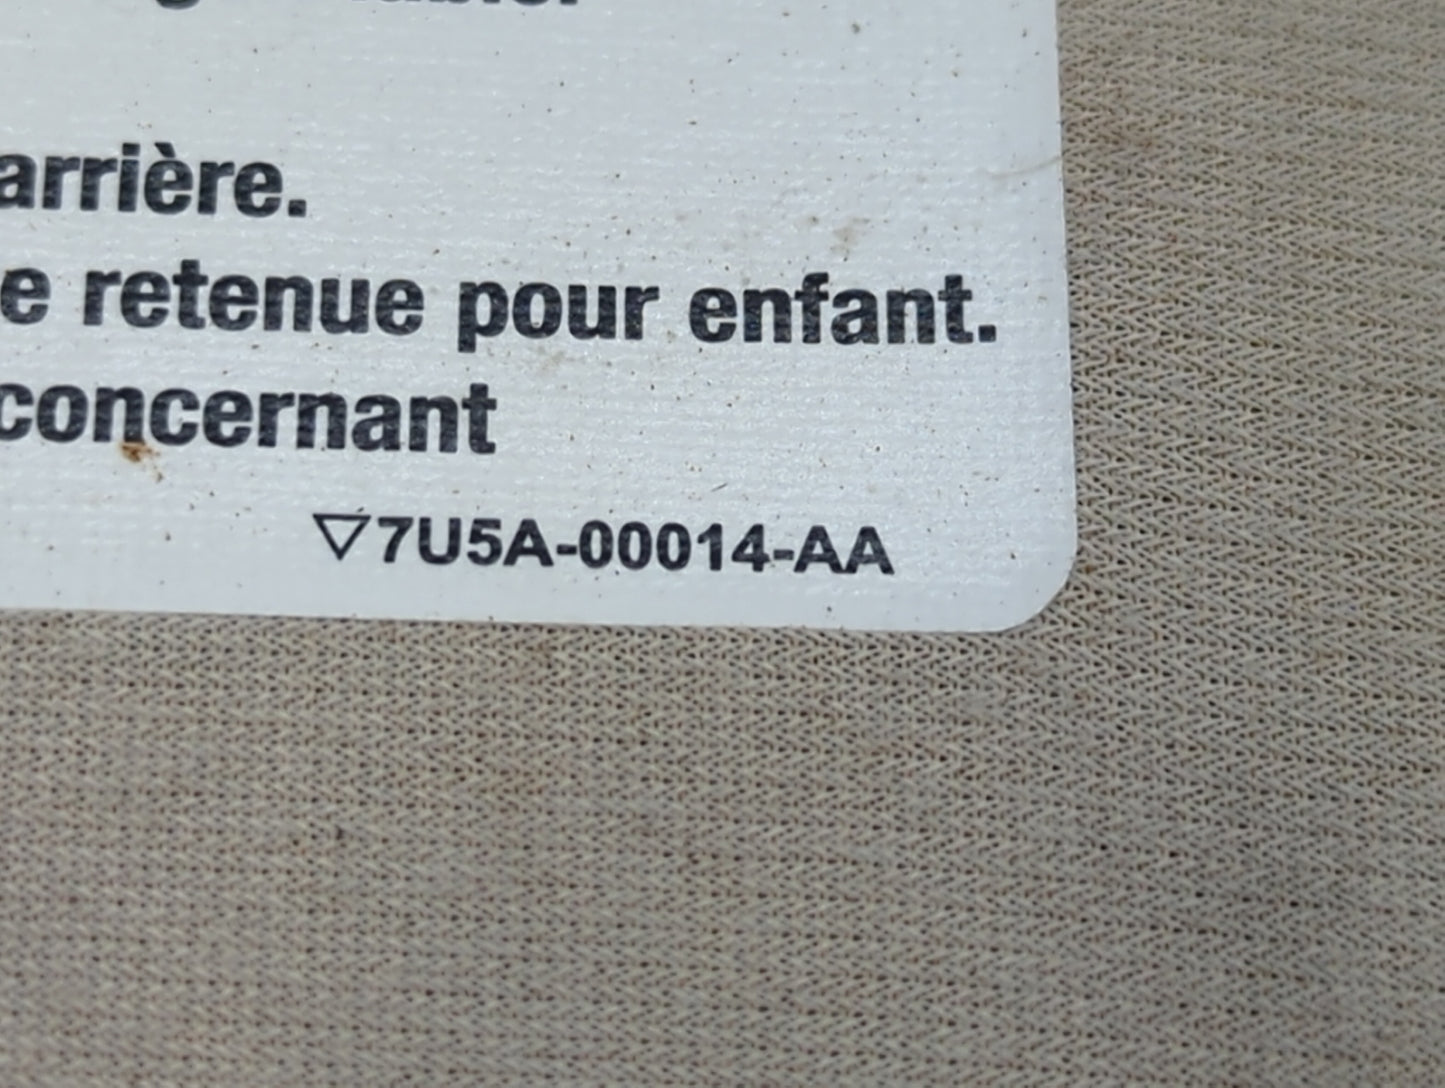 arrière.
e retenue pour enfant.
concernant
▽7U5A-00014-AA